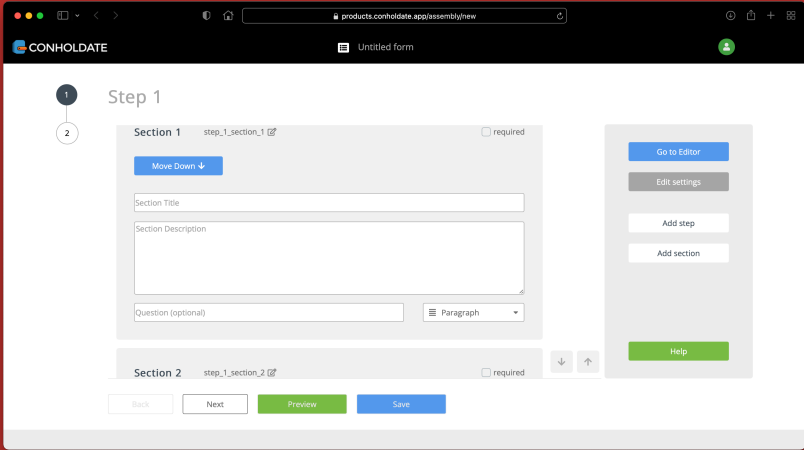 products.conholdate.app/assembly/new
CONHOLDATE
Untitled form
1
2
Step 1
Section 1
step_1_section_1
required
Move Down
Section Title
Section Description
Question (optional)
Paragraph
Section 2
step_1_section_2
required
Back
Next
Preview
Save
Go to Editor
Edit settings
Add step
Add section
Help